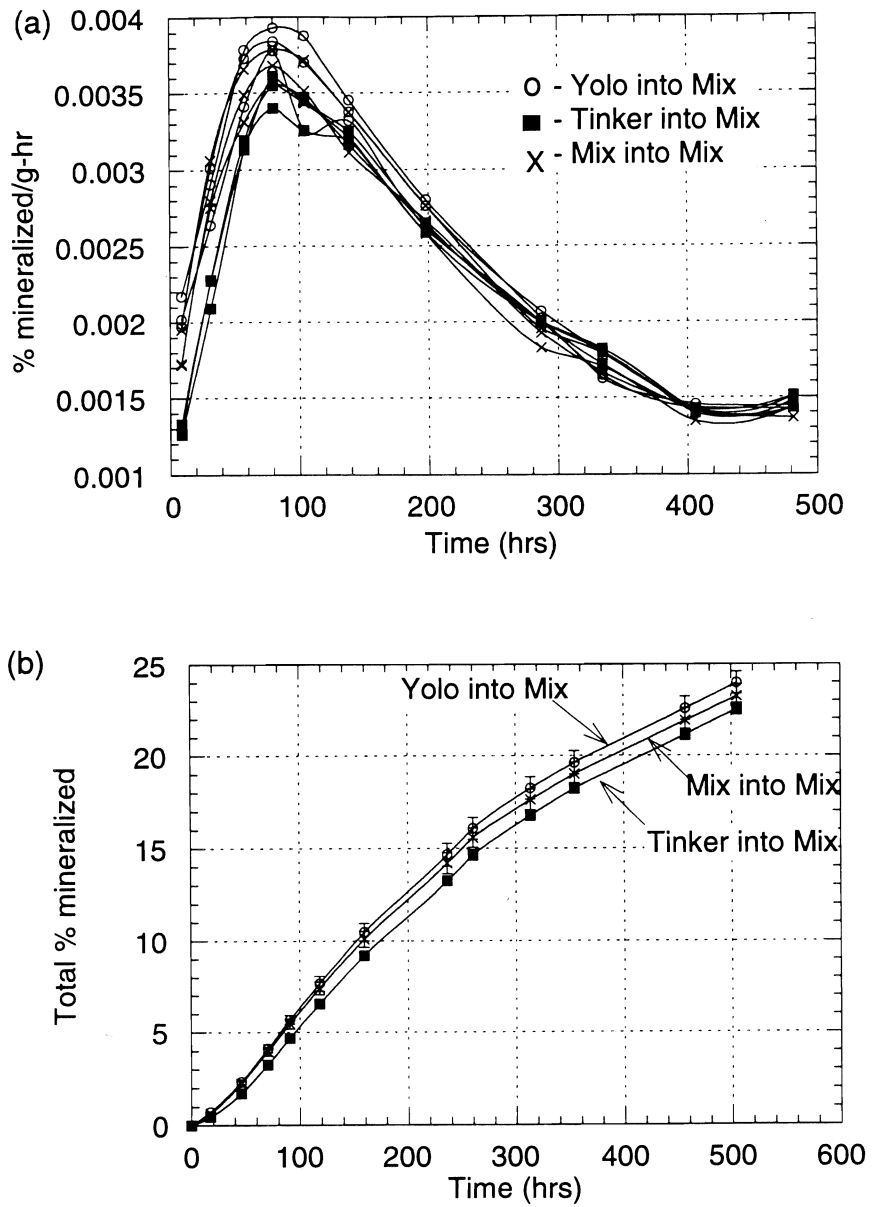 (a)
0.004
0.0035
0.003
0.0025
0.002
0.0015
0.001
% mineralized/g-hr
O - Yolo into Mix
■ - Tinker into Mix
X - Mix into Mix
0 100 200 300 400 500
Time (hrs)
(b)
25
20
15
10
5
0
Total % mineralized
Yolo into Mix
Mix into Mix
Tinker into Mix
0 100 200 300 400 500 600
Time (hrs)